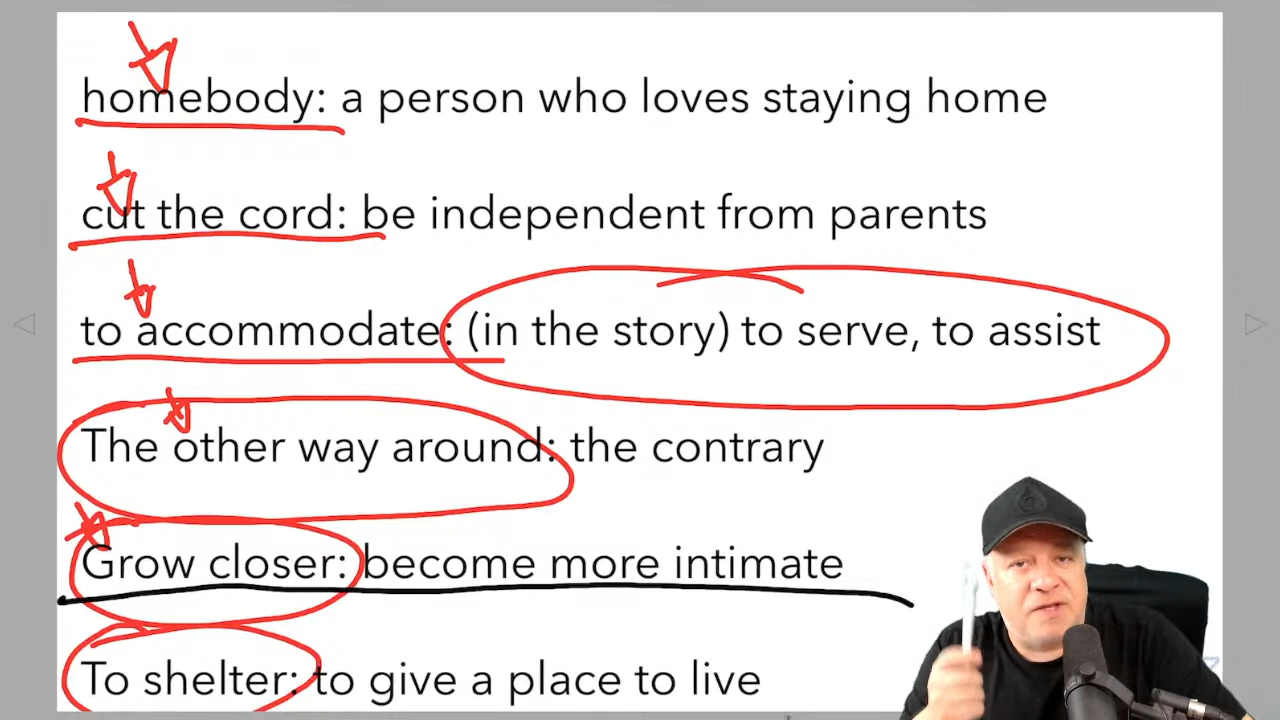 homebody: a person who loves staying home
cut the cord: be independent from parents
to accommodate: (in the story) to serve, to assist
The other way around: the contrary
Grow closer: become more intimate
To shelter: to give a place to live